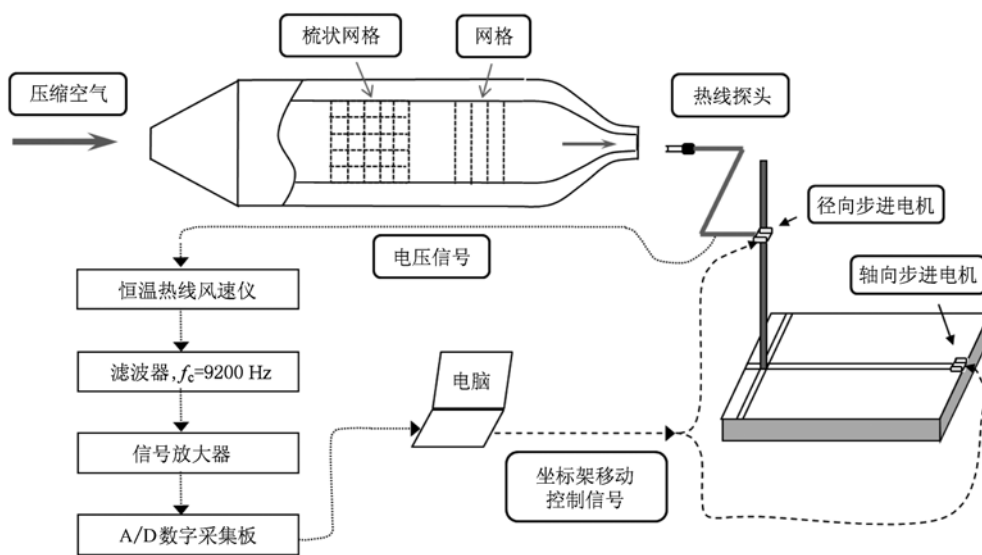 梳状网格
网格
压缩空气
热线探头
径向步进电机
电压信号
轴向步进电机
恒温热线风速仪
滤波器,fc=9200 Hz
电脑
信号放大器
坐标架移动
控制信号
A/D数字采集板